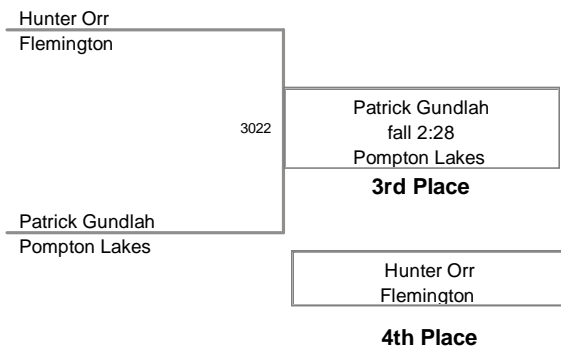 Hunter Orr
Flemington
3022
Patrick Gundlah
fall 2:28
Pompton Lakes
3rd Place
Patrick Gundlah
Pompton Lakes
Hunter Orr
Flemington
4th Place